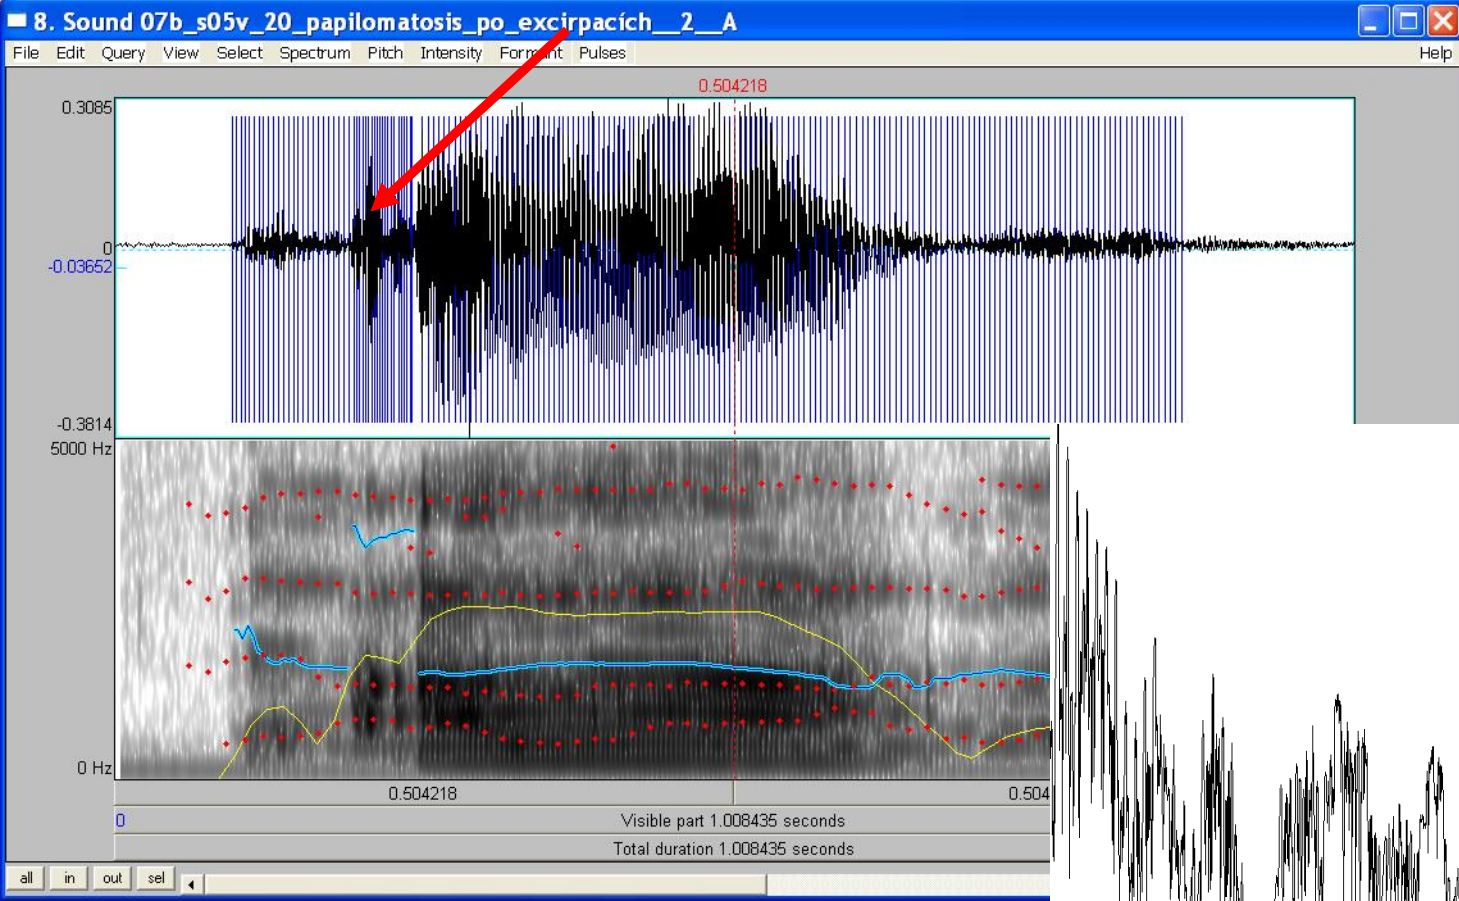 8. Sound 07b_s05v_20_papilomatosis_po_excirpacích__2__A
File Edit Query View Select Spectrum Pitch Intensity Formant Pulses Help
0.504218
0.3085
0
-0.03652
-0.3814
5000 Hz
0 Hz
0.504218 0.504
0 Visible part 1.008435 seconds
Total duration 1.008435 seconds
all in out sel